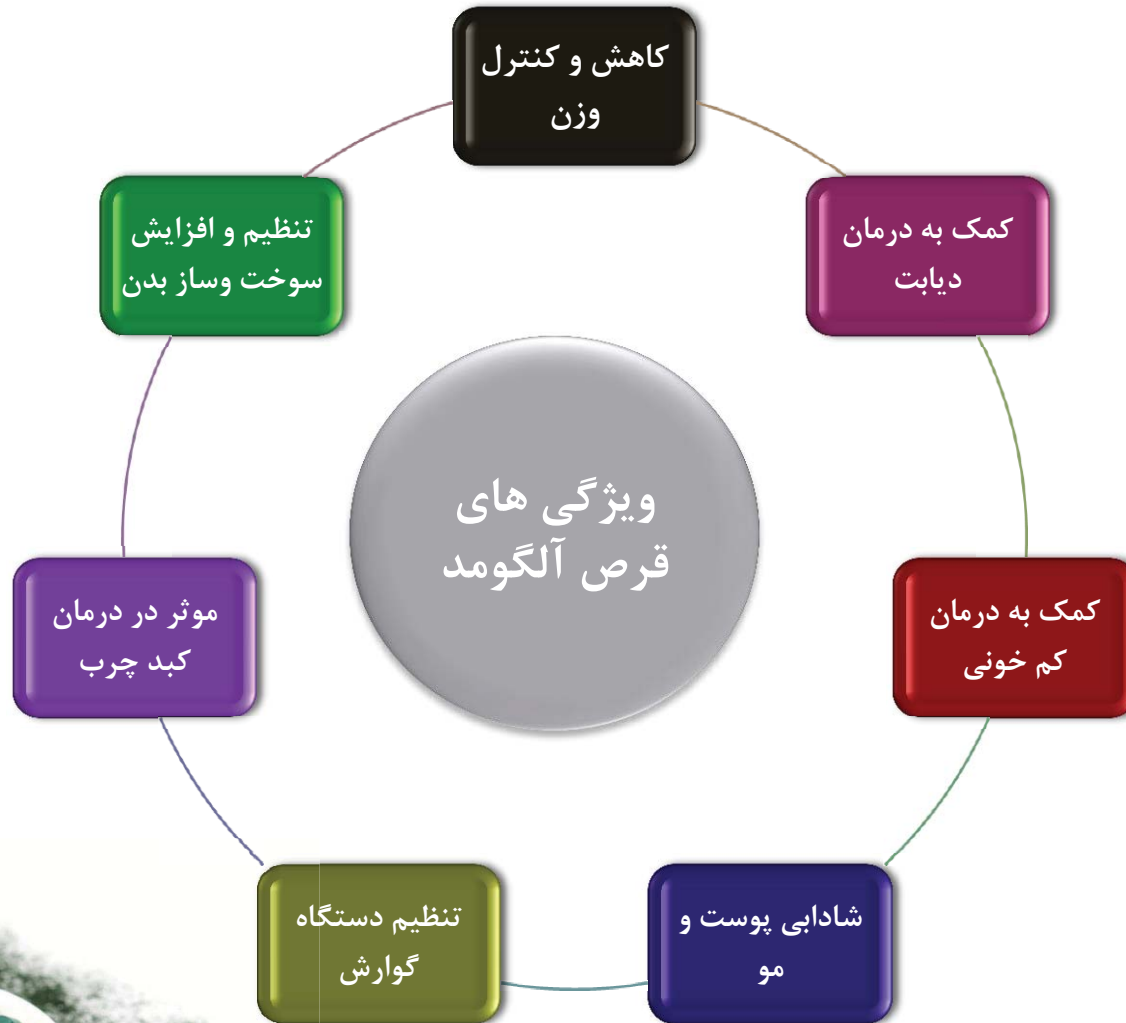 کاهش و کنترل
وزن
کمک به درمان
دیابت
کمک به درمان
کم خونی
شادابی پوست و
مو
تنظیم دستگاه
گوارش
موثر در درمان
کبد چرب
تنظیم و افزایش
سوخت وساز بدن
ویژگی های
قرص آلگومد